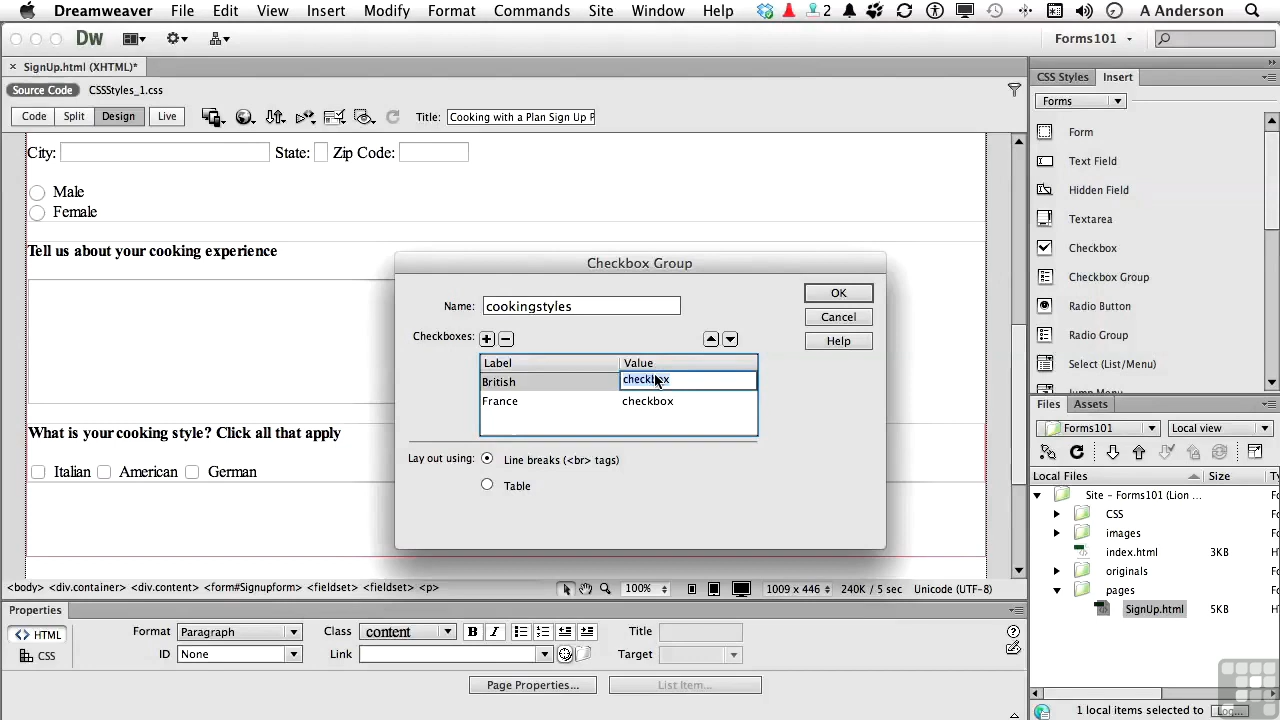 Dreamweaver File Edit View Insert Modify Format Commands Site Window Help 2 A Anderson
Dw Forms101
SignUp.html (XHTML)*
CSS Styles Insert
Source Code CSSStyles_1.css
Forms
Code Split Design Live Title: Cooking with a Plan Sign Up F
Form
City: State: Zip Code:
Text Field
Male
Hidden Field
Female
Textarea
Tell us about your cooking experience
Checkbox
Checkbox Group
Checkbox Group
Name: cookingstyles OK
Radio Button
Cancel
Checkboxes: Help
Radio Group
Label Value
Select (List/Menu)
British checkbox
Jump Menu
France checkbox
Files Assets
What is your cooking style? Click all that apply
Forms101 Local view
Lay out using: Line breaks (<br> tags)
Italian American German
Table
Local Files Size
Site - Forms101 (Lion ... Fo
CSS Fo
images Fo
index.html 3KB
originals Fo
pages Fo
SignUp.html 5KB
<body> <div.container> <div.content> <form#Signupform> <fieldset> <fieldset> <p> 100% 1009 x 446 240K / 5 sec Unicode (UTF-8)
Properties
HTML Format Paragraph Class content B I Title
CSS ID None Link Target
Page Properties... List Item...
1 local items selected to Log...